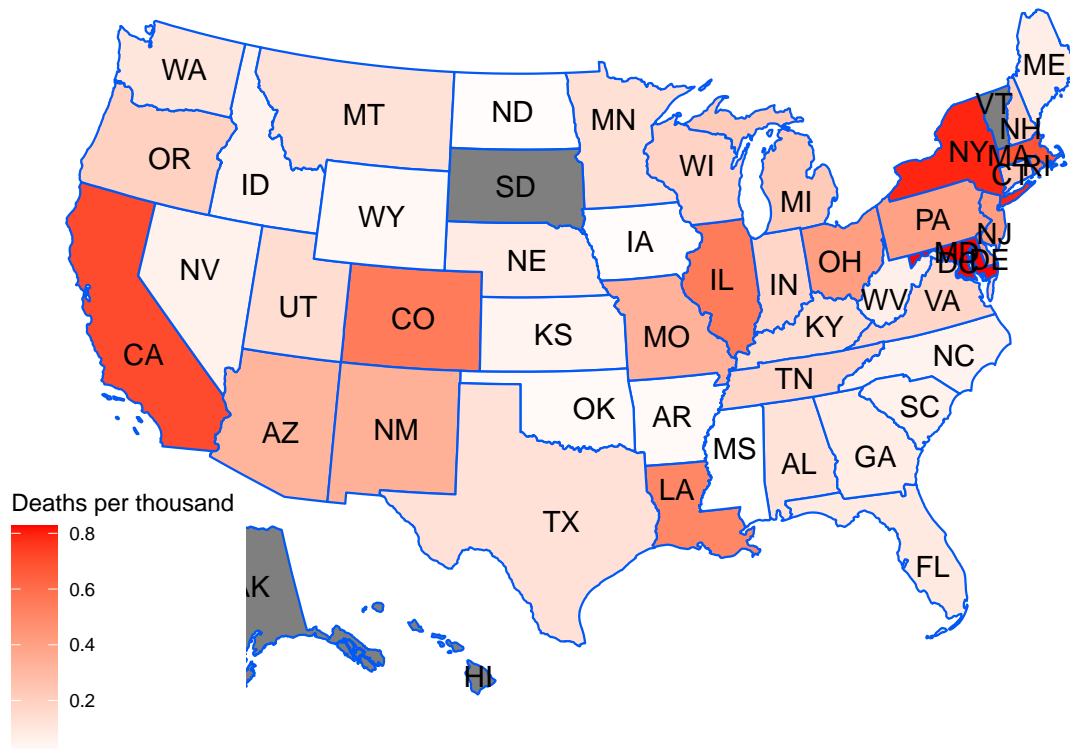 ME
WA
ND
VT
MT
MN
NH
NY
MA
OR
WI
RI
CT
ID
SD
MI
WY
PA
NJ
IA
MD
DE
DC
NE
OH
NV
IL
IN
WV
VA
UT
CO
KY
KS
MO
CA
NC
TN
OK
SC
AR
AZ
NM
MS
GA
AL
LA
Deaths per thousand
TX
0.8
FL
AK
0.6
0.4
HI
0.2